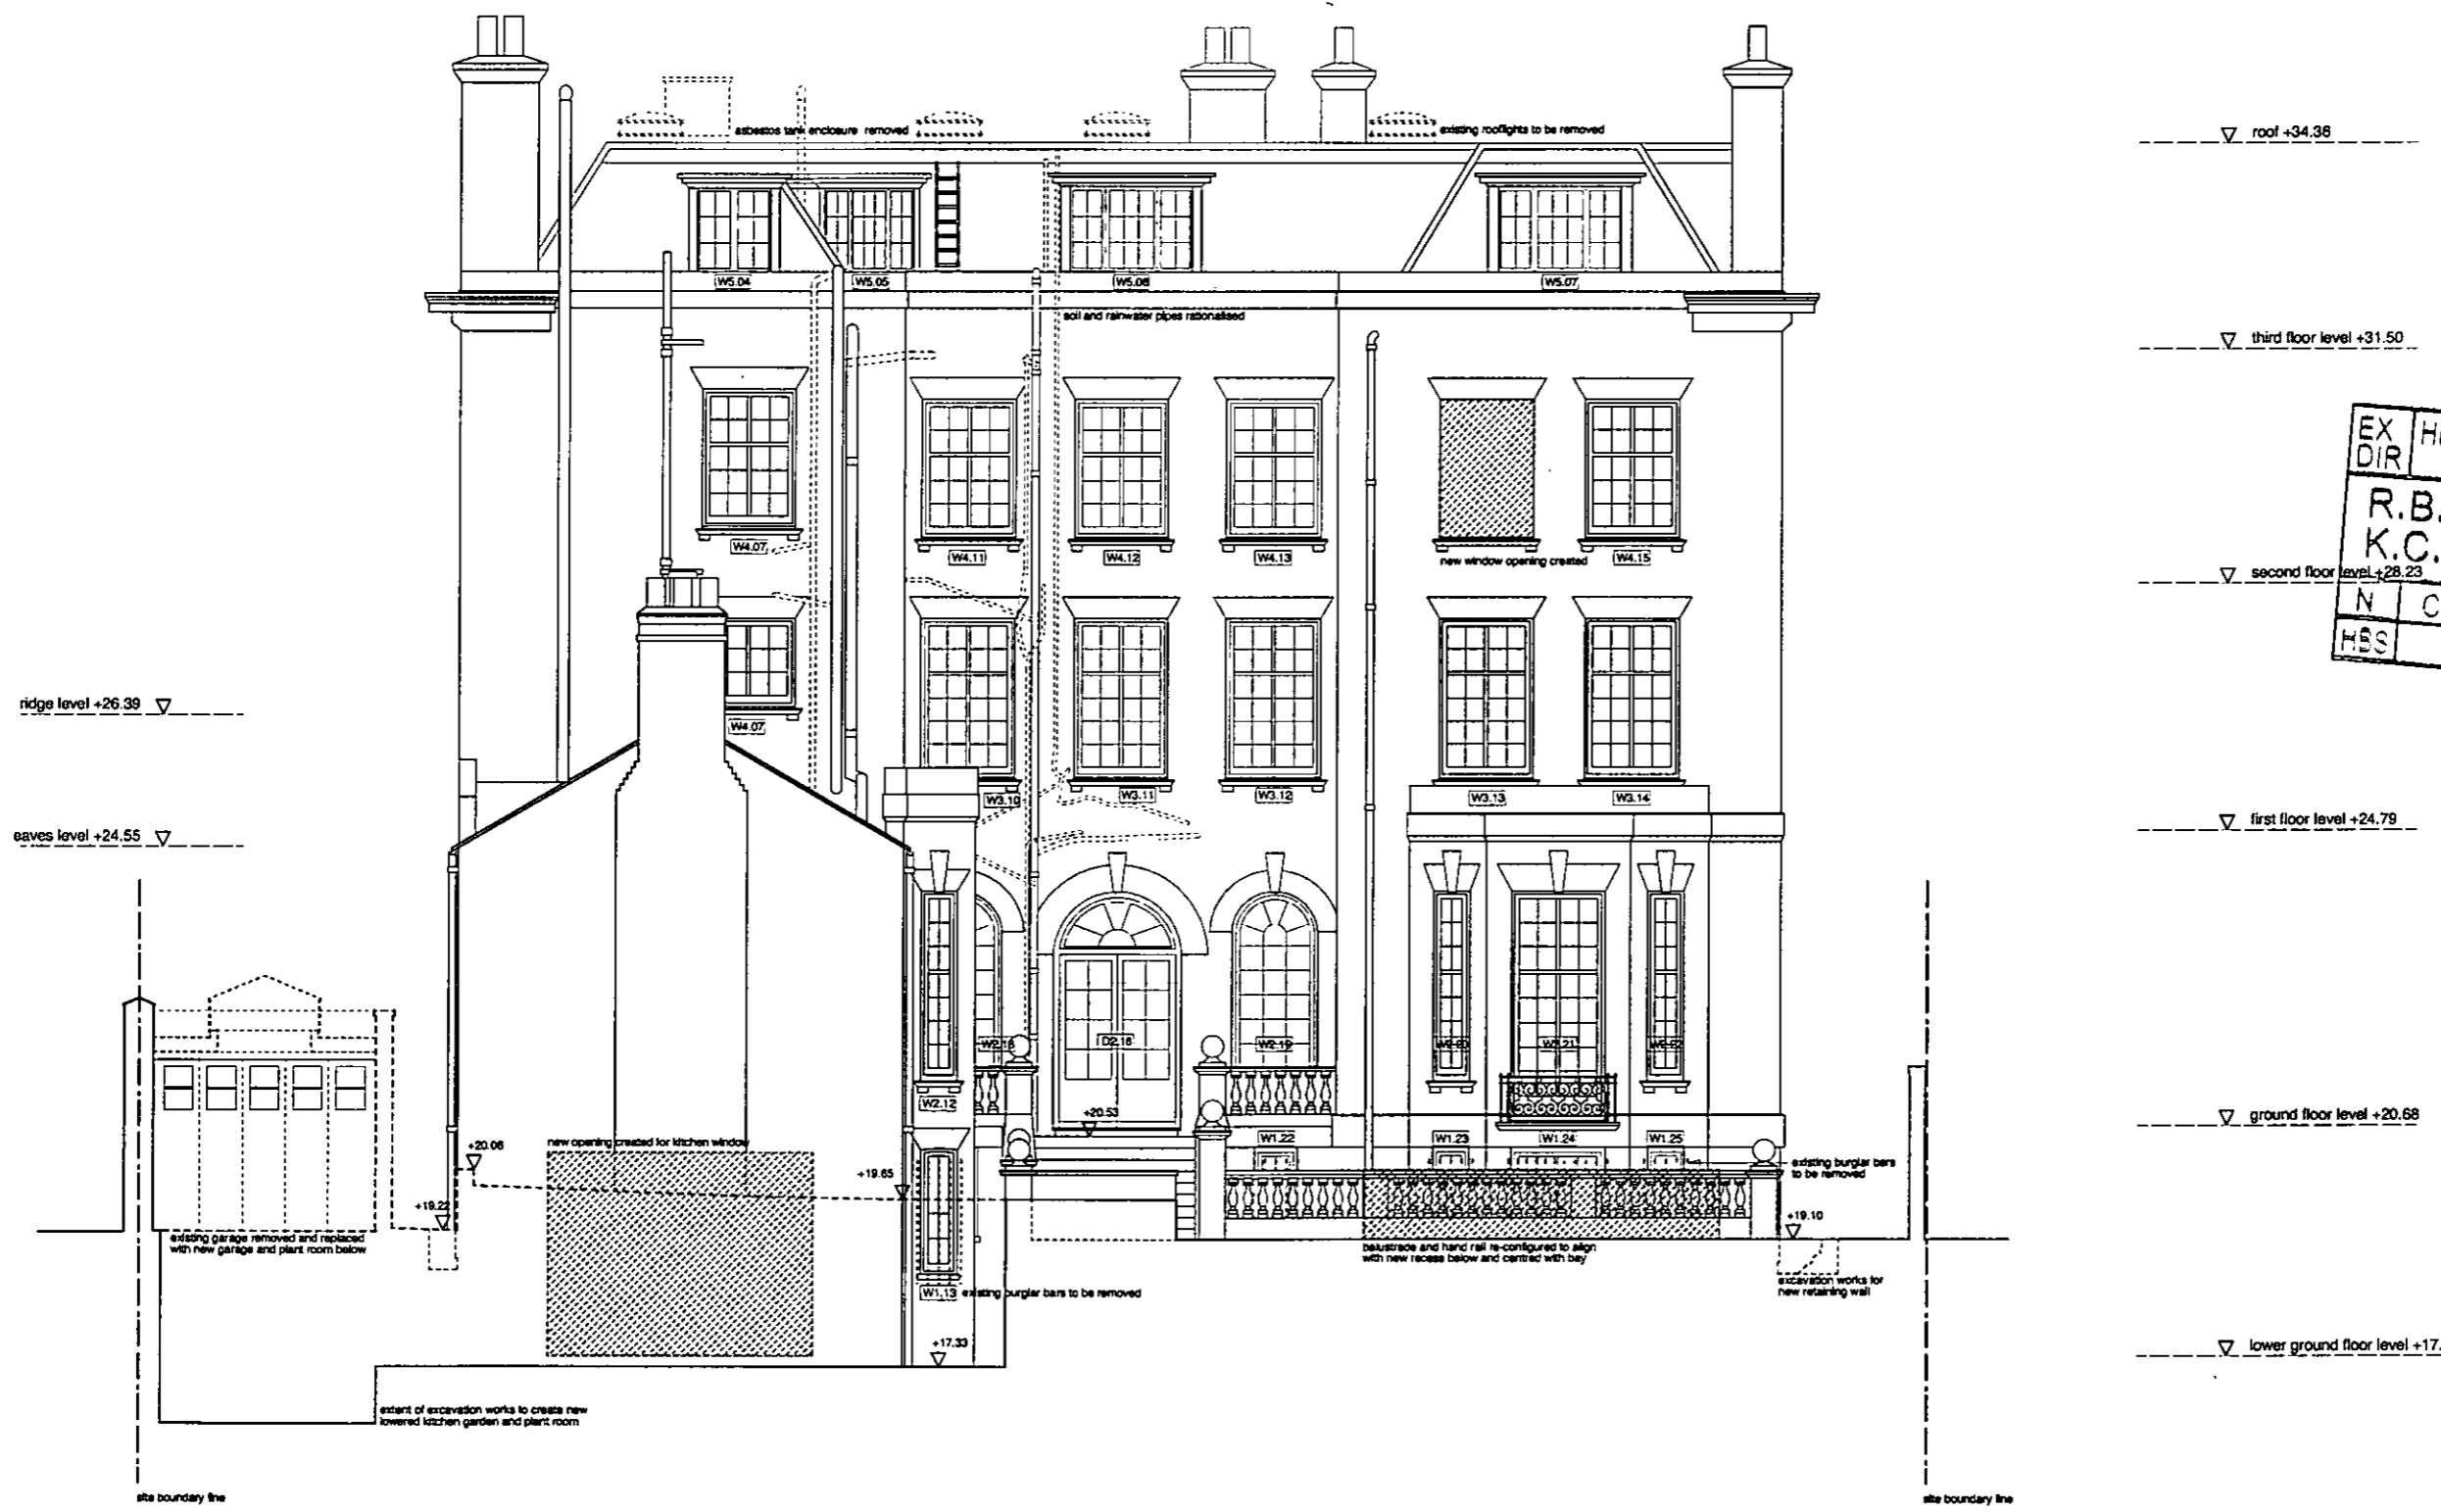 asbestos tank enclosure removed
existing rooflights to be removed
roof +34.36
W5.04
W5.05
W5.06
W5.07
soil and rainwater pipes rationalised
third floor level +31.50
EX
DIR
R.B.
K.C.
N
C
HBS
W4.07
W4.11
W4.12
W4.13
new window opening created
W4.15
second floor level +28.23
ridge level +26.39
W4.07
W3.10
W3.11
W3.12
W3.13
W3.14
eaves level +24.55
first floor level +24.79
D2.16
W2.19
W2.21
W2.22
W2.12
+20.53
ground floor level +20.68
new opening created for kitchen window
+20.06
+19.65
W1.22
W1.23
W1.24
W1.25
existing burglar bars
to be removed
+19.22
+19.10
existing garage removed and replaced
with new garage and plant room below
balustrade and hand rail re-configured to align
with new recess below and centred with bay
excavation works for
new retaining wall
W1.13 existing burglar bars to be removed
+17.33
lower ground floor level +17.
extent of excavation works to create new
lowered kitchen garden and plant room
site boundary line
site boundary line